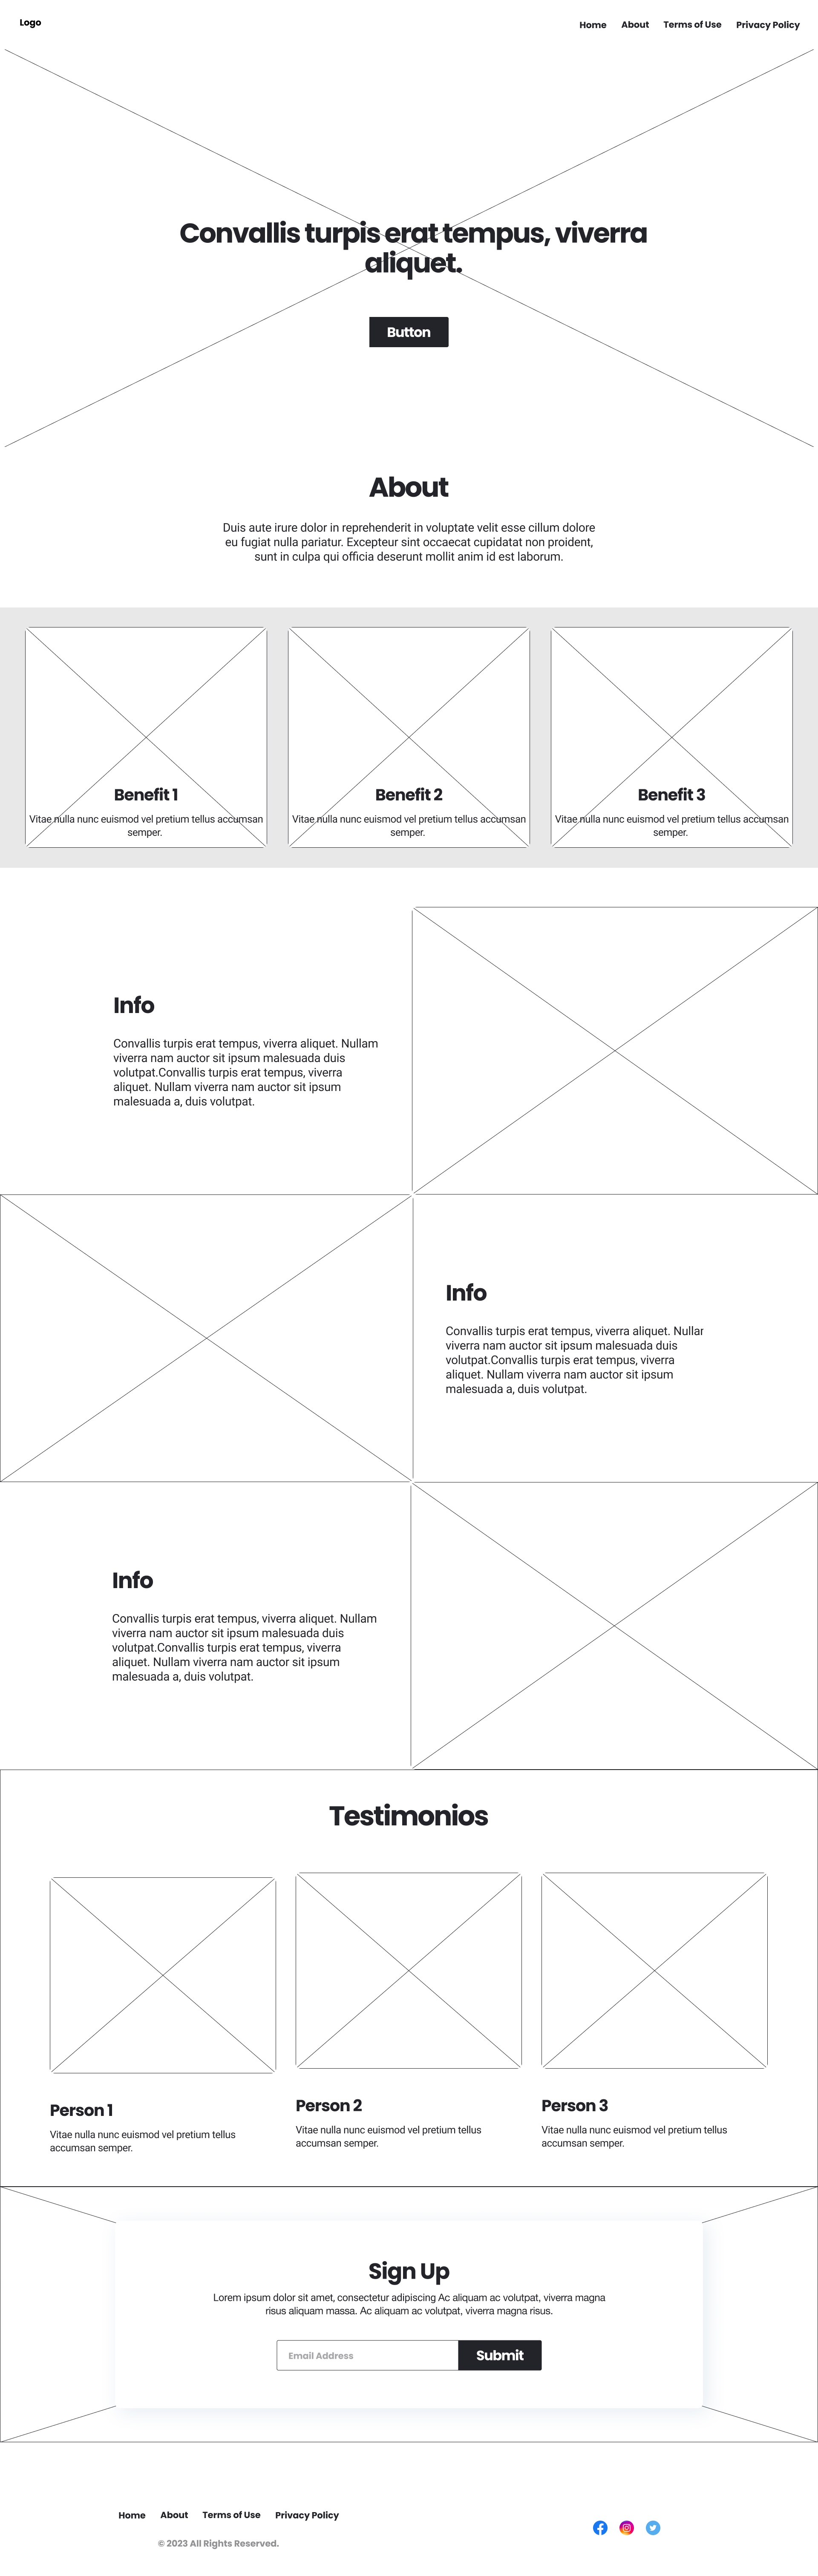 Logo
Home About Terms of Use Privacy Policy
Convallis turpis erat tempus, viverra
aliquet.
Button
About
Duis aute irure dolor in reprehenderit in voluptate velit esse cillum dolore
eu fugiat nulla pariatur. Excepteur sint occaecat cupidatat non proident,
sunt in culpa qui officia deserunt mollit anim id est laborum.
Benefit 1
Vitae nulla nunc euismod vel pretium tellus accumsan
semper.
Benefit 2
Vitae nulla nunc euismod vel pretium tellus accumsan
semper.
Benefit 3
Vitae nulla nunc euismod vel pretium tellus accumsan
semper.
Info
Convallis turpis erat tempus, viverra aliquet. Nullam
viverra nam auctor sit ipsum malesuada duis
volutpat.Convallis turpis erat tempus, viverra
aliquet. Nullam viverra nam auctor sit ipsum
malesuada a, duis volutpat.
Info
Convallis turpis erat tempus, viverra aliquet. Nullar
viverra nam auctor sit ipsum malesuada duis
volutpat.Convallis turpis erat tempus, viverra
aliquet. Nullam viverra nam auctor sit ipsum
malesuada a, duis volutpat.
Info
Convallis turpis erat tempus, viverra aliquet. Nullam
viverra nam auctor sit ipsum malesuada duis
volutpat.Convallis turpis erat tempus, viverra
aliquet. Nullam viverra nam auctor sit ipsum
malesuada a, duis volutpat.
Testimonios
Person 1
Vitae nulla nunc euismod vel pretium tellus
accumsan semper.
Person 2
Vitae nulla nunc euismod vel pretium tellus
accumsan semper.
Person 3
Vitae nulla nunc euismod vel pretium tellus
accumsan semper.
Sign Up
Lorem ipsum dolor sit amet, consectetur adipiscing Ac aliquam ac volutpat, viverra magna
risus aliquam massa. Ac aliquam ac volutpat, viverra magna risus.
Email Address
Submit
Home About Terms of Use Privacy Policy
© 2023 All Rights Reserved.